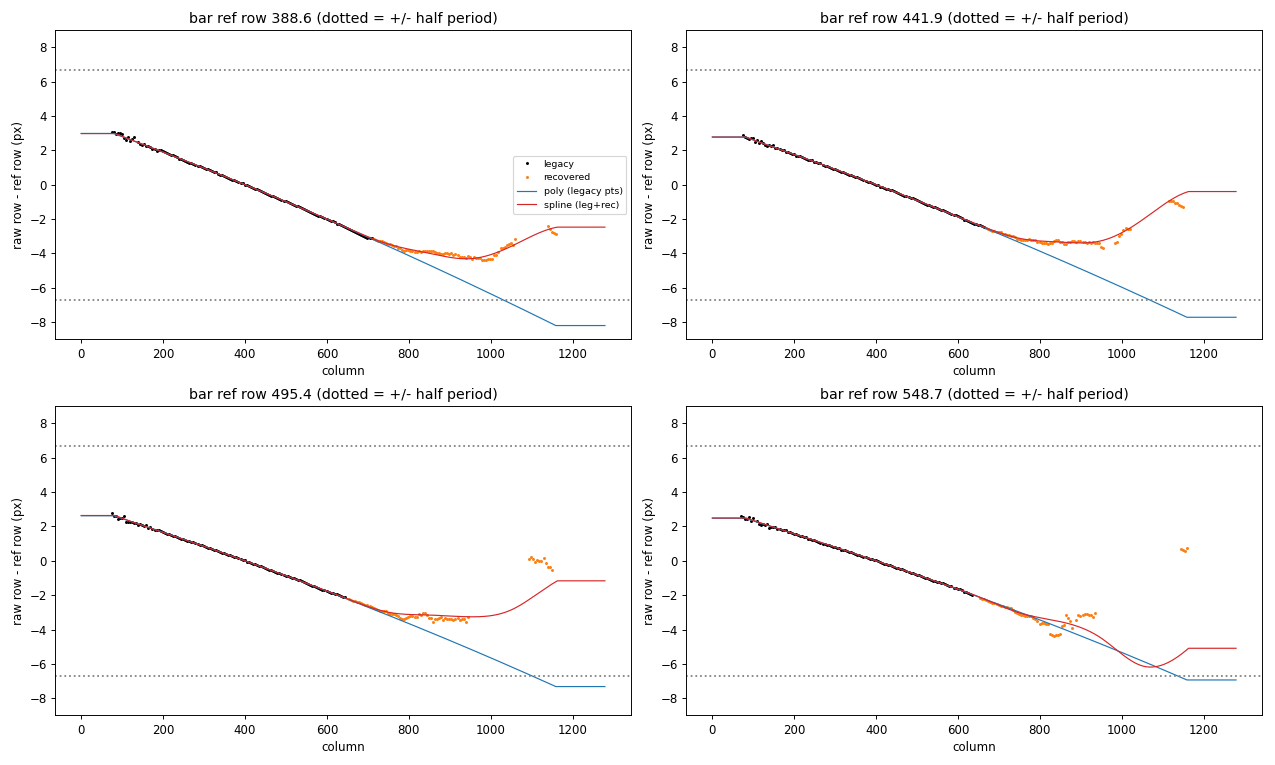 bar ref row 388.6 (dotted = +/- half period)
8
6
4
2
0
−2
−4
−6
−8
raw row - ref row (px)
legacy
recovered
poly (legacy pts)
spline (leg+rec)
0 200 400 600 800 1000 1200
column
bar ref row 441.9 (dotted = +/- half period)
8
6
4
2
0
−2
−4
−6
−8
raw row - ref row (px)
0 200 400 600 800 1000 1200
column
bar ref row 495.4 (dotted = +/- half period)
8
6
4
2
0
−2
−4
−6
−8
raw row - ref row (px)
0 200 400 600 800 1000 1200
column
bar ref row 548.7 (dotted = +/- half period)
8
6
4
2
0
−2
−4
−6
−8
raw row - ref row (px)
0 200 400 600 800 1000 1200
column